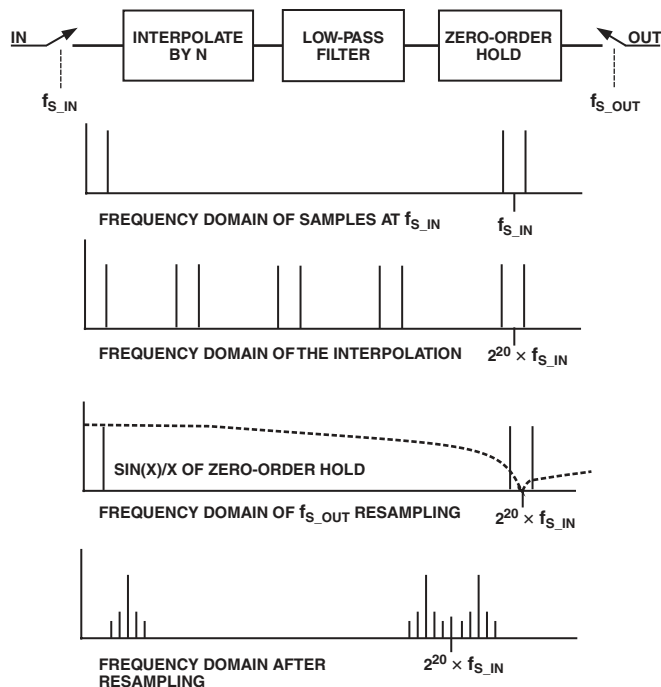 IN
INTERPOLATE
BY N
LOW-PASS
FILTER
ZERO-ORDER
HOLD
OUT
fS_IN
fS_OUT
FREQUENCY DOMAIN OF SAMPLES AT fS_IN
fS_IN
FREQUENCY DOMAIN OF THE INTERPOLATION
2^20 × fS_IN
SIN(X)/X OF ZERO-ORDER HOLD
FREQUENCY DOMAIN OF fS_OUT RESAMPLING
2^20 × fS_IN
FREQUENCY DOMAIN AFTER
RESAMPLING
2^20 × fS_IN